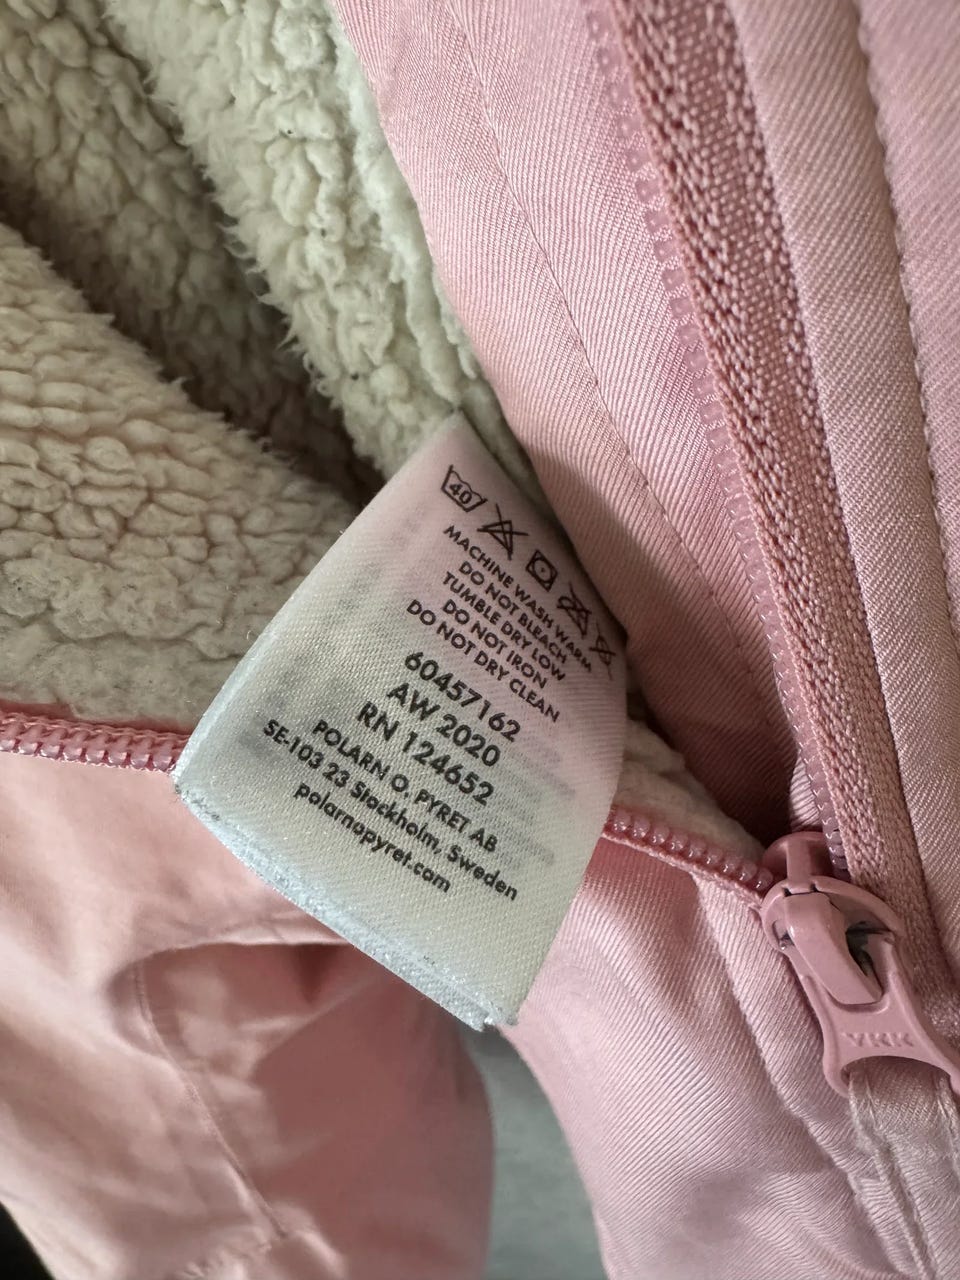 40
MACHINE WASH WARM
DO NOT BLEACH
TUMBLE DRY LOW
DO NOT IRON
DO NOT DRY CLEAN
60457162
AW 2020
RN 124652
POLARN O. PYRET AB
SE-103 23 Stockholm, Sweden
polarnopyret.com
YKK